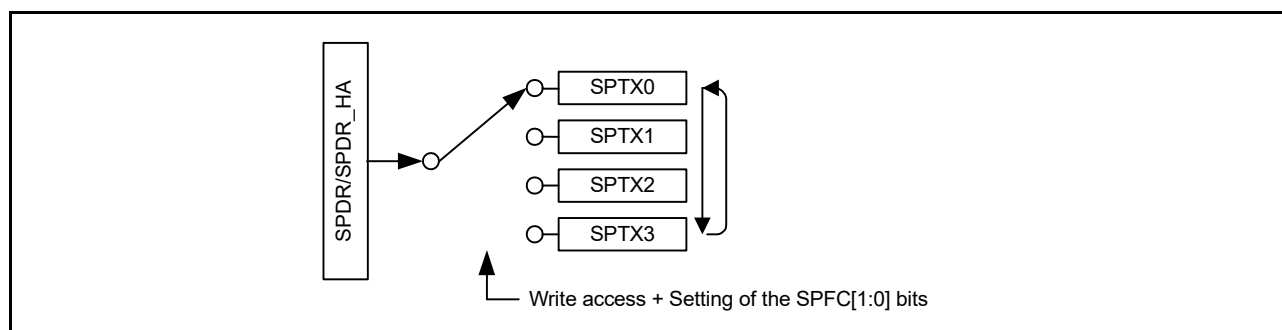 SPDR/SPDR_HA
SPTX0
SPTX1
SPTX2
SPTX3
Write access + Setting of the SPFC[1:0] bits